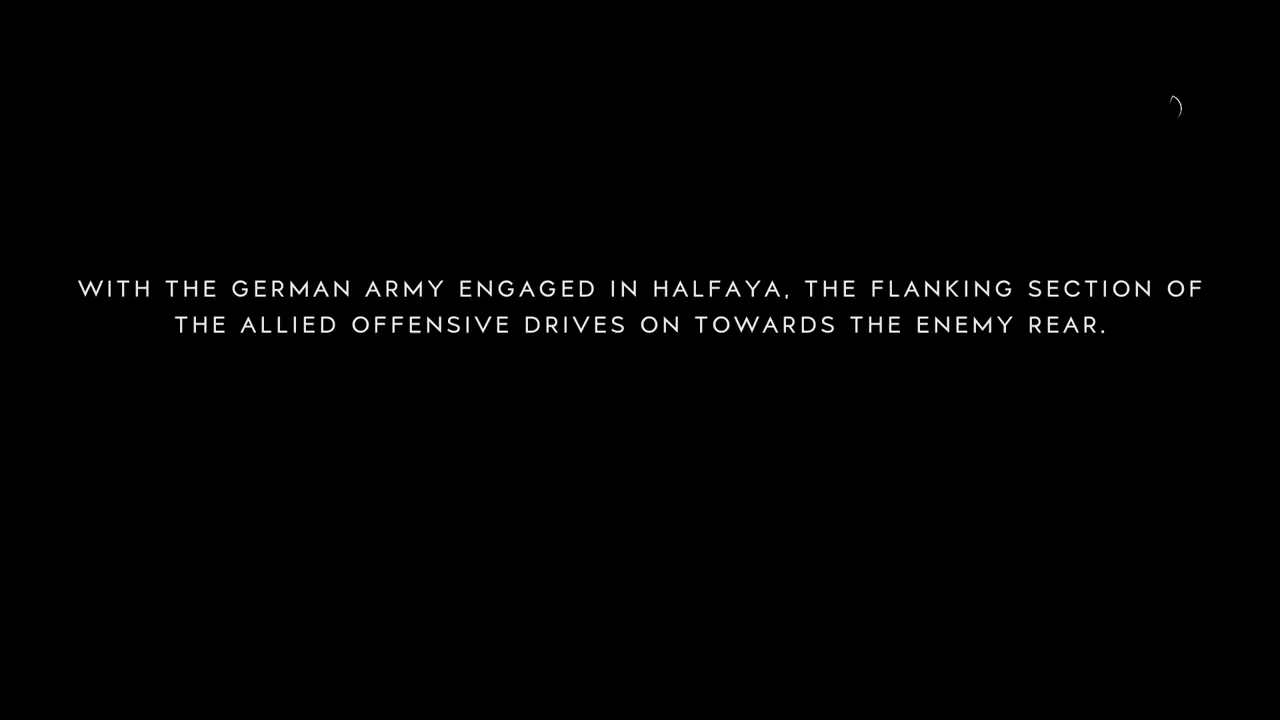 WITH THE GERMAN ARMY ENGAGED IN HALFAYA, THE FLANKING SECTION OF
THE ALLIED OFFENSIVE DRIVES ON TOWARDS THE ENEMY REAR.